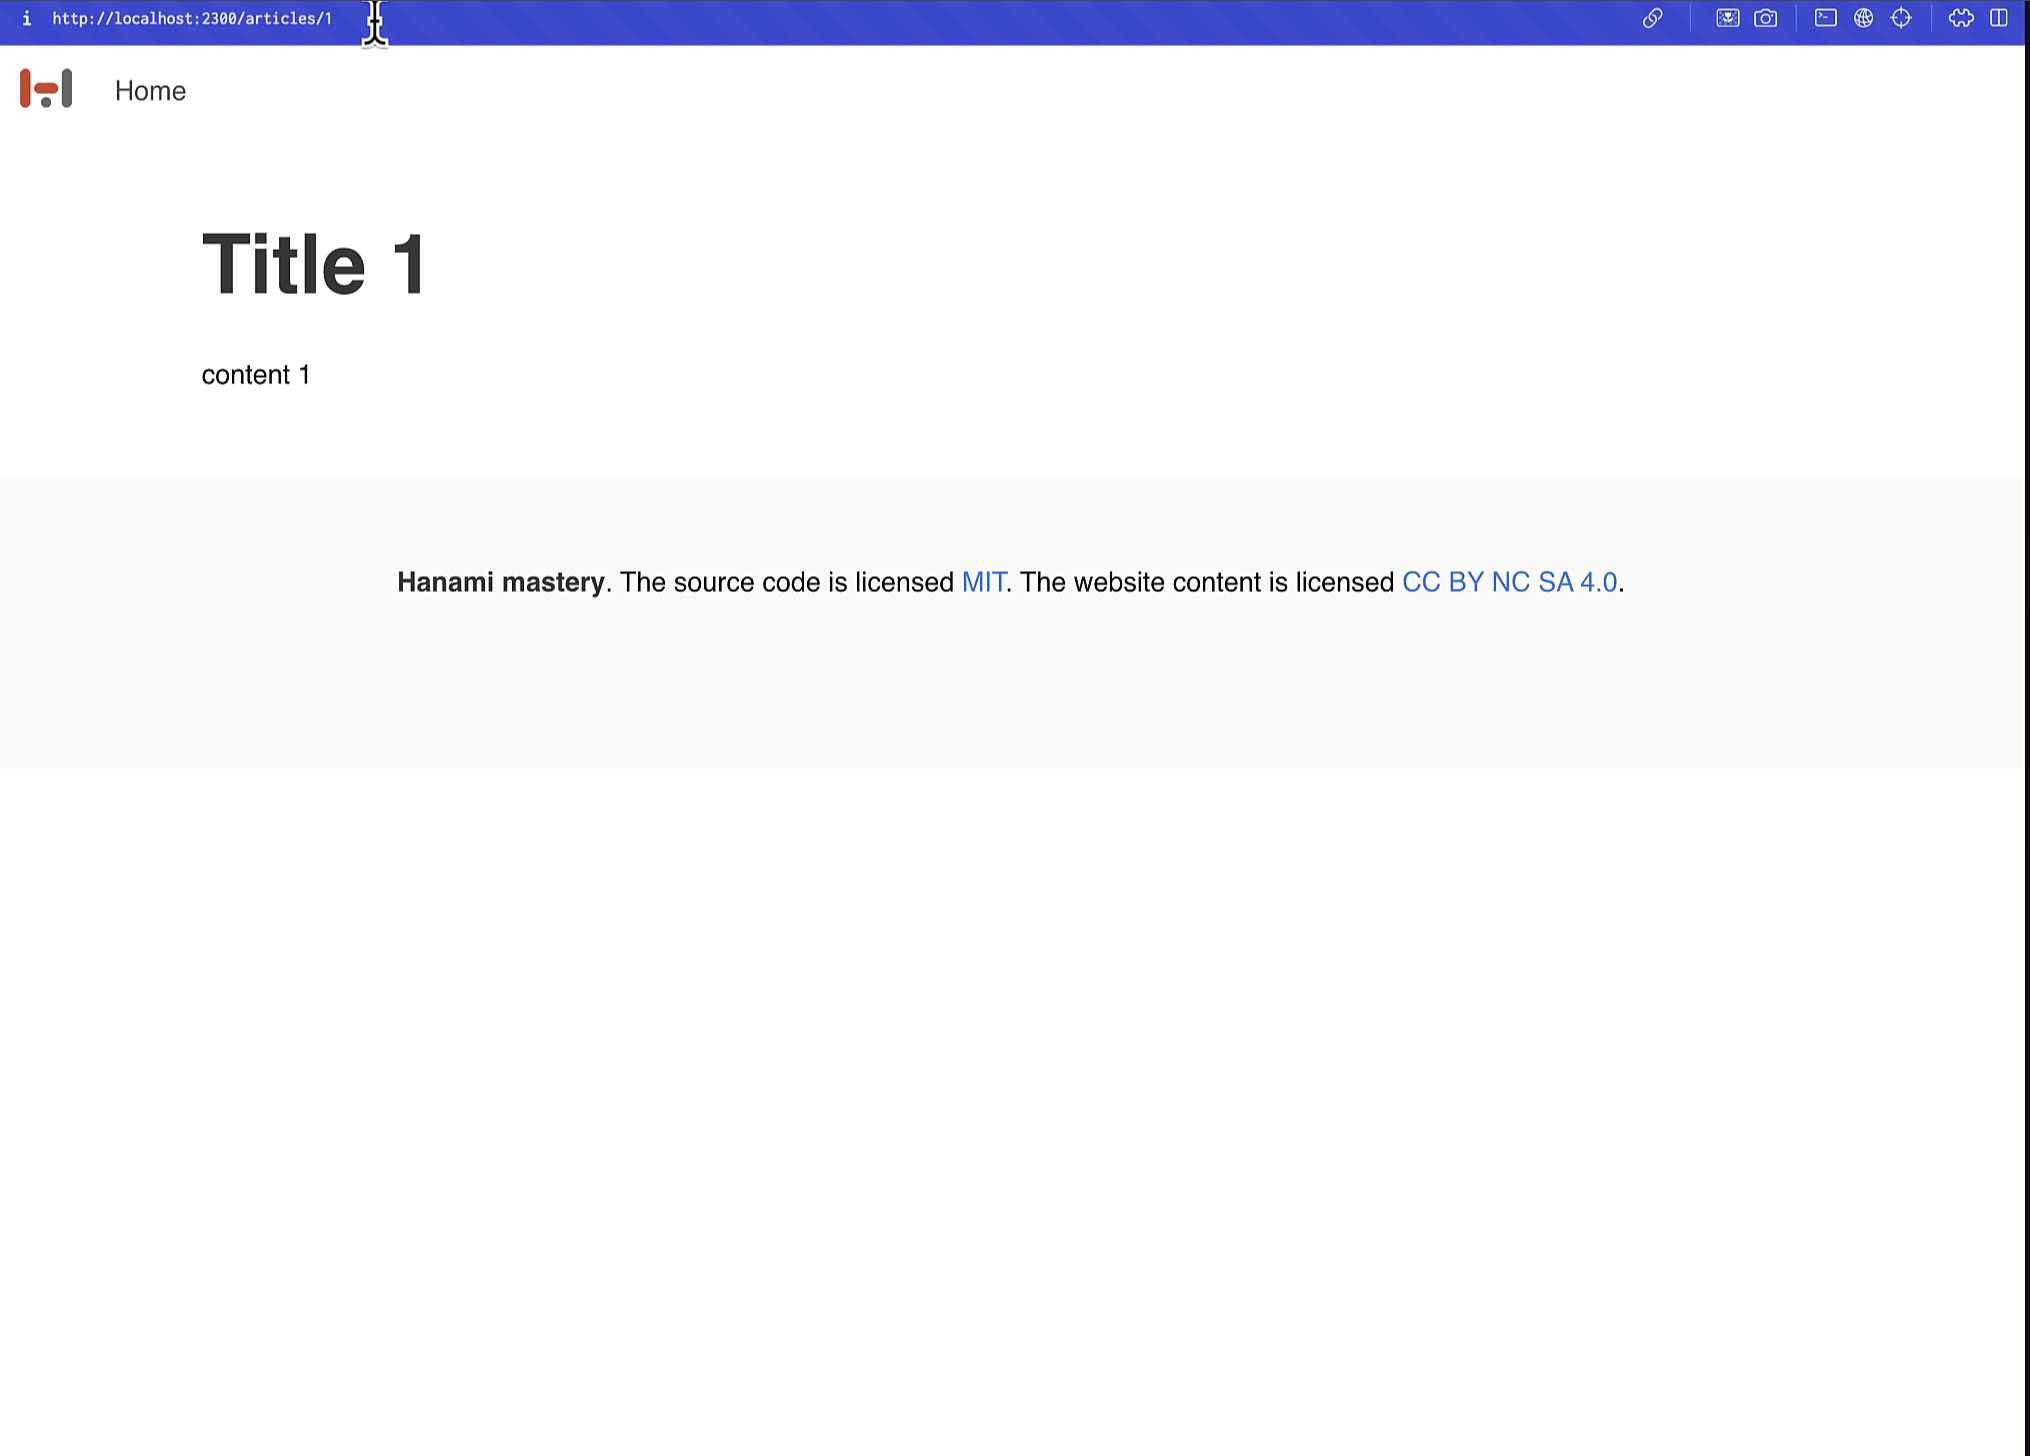 http://localhost:2300/articles/1
Home
Title 1
content 1
Hanami mastery. The source code is licensed MIT. The website content is licensed CC BY NC SA 4.0.